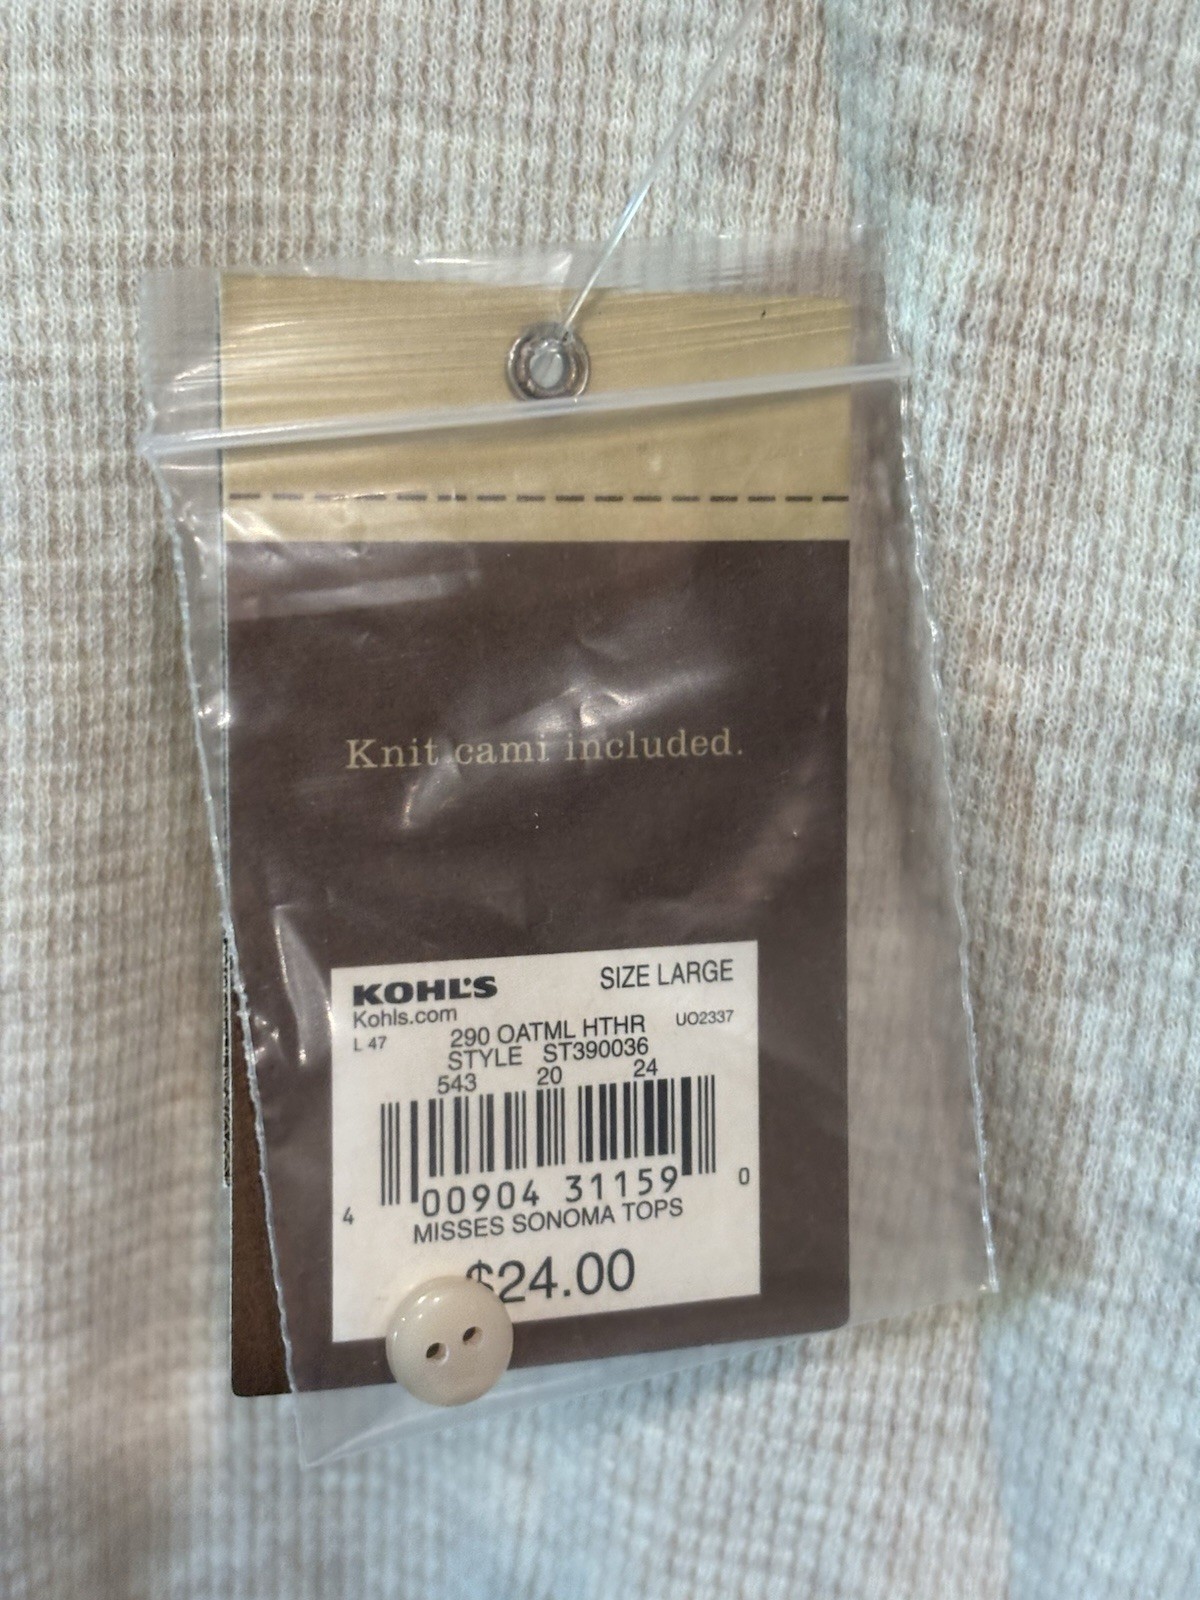 Knit cami included.
KOHL'S SIZE LARGE
Kohls.com
290 OATML HTHR UO2337
L 47
STYLE ST390036
543 20 24
4 00904 31159 0
MISSES SONOMA TOPS
$24.00